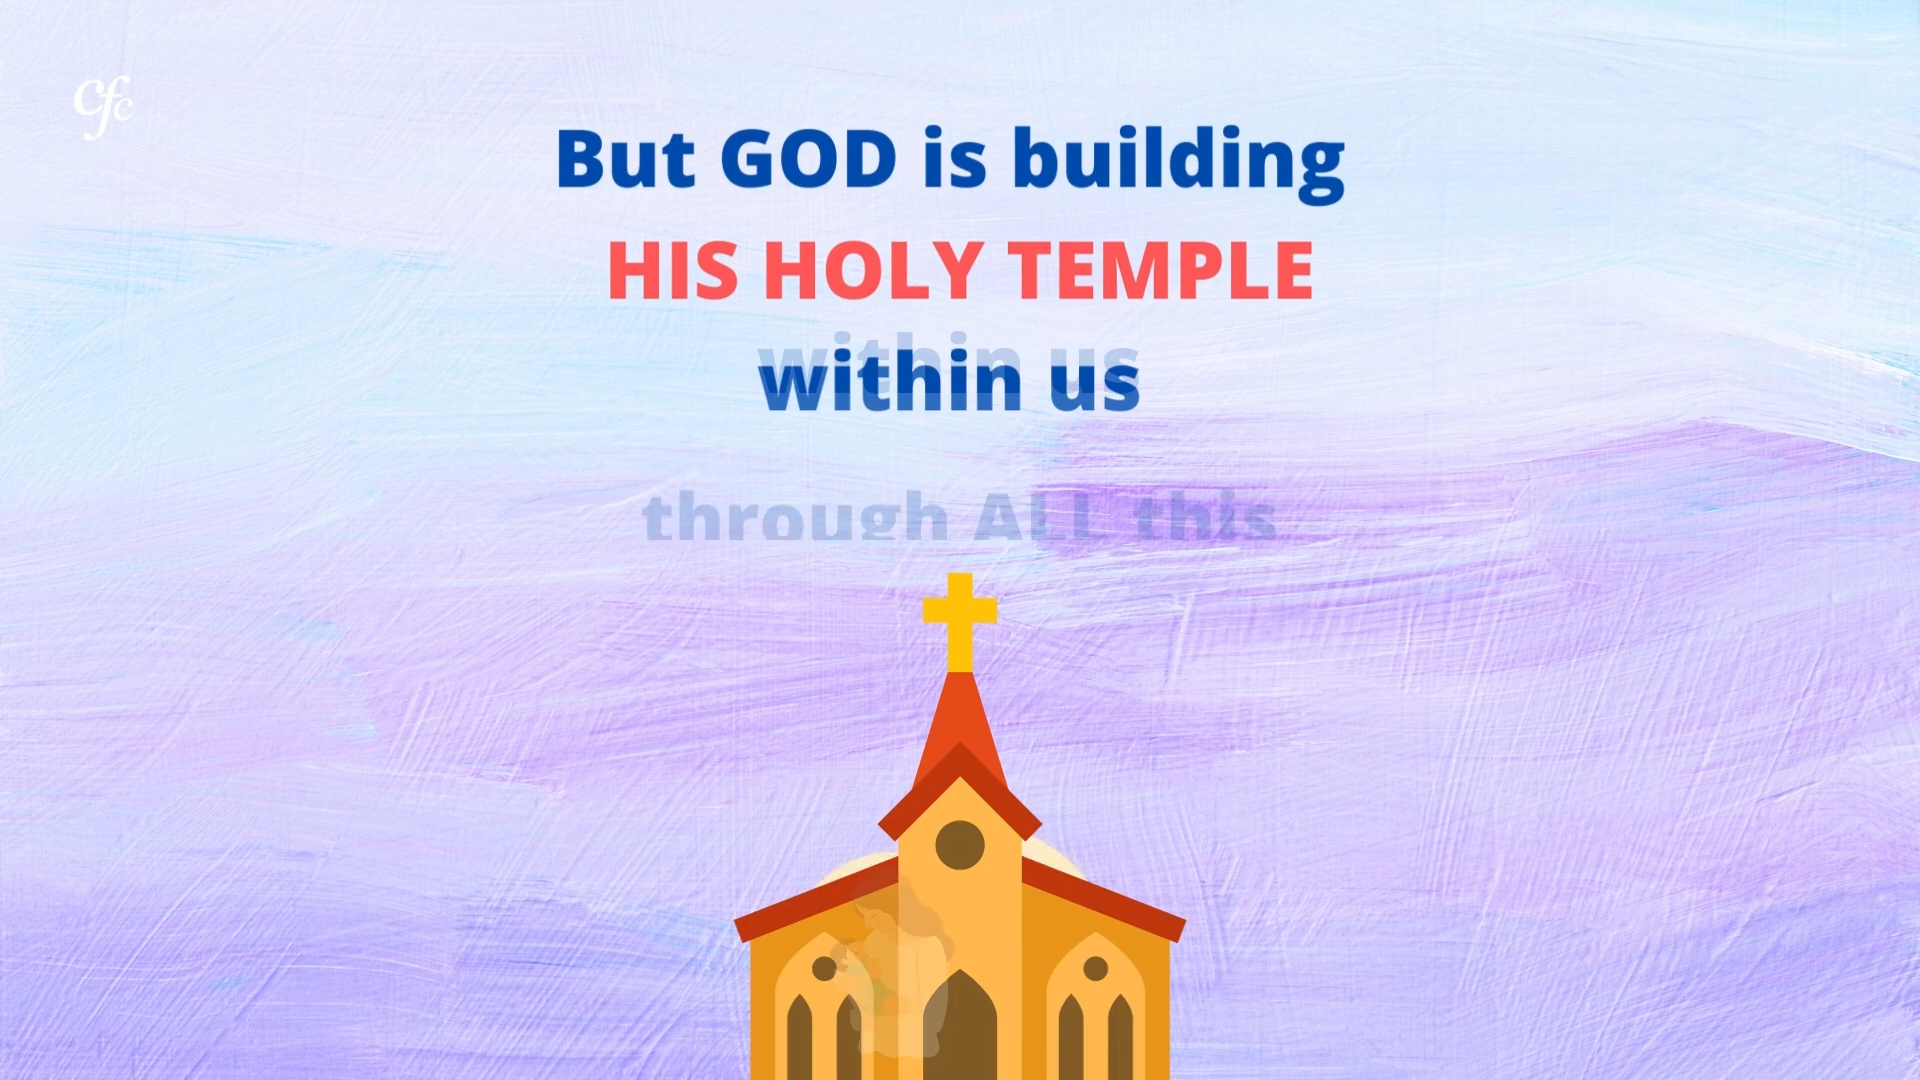 cfc
But GOD is building
HIS HOLY TEMPLE
within us
through ALL this